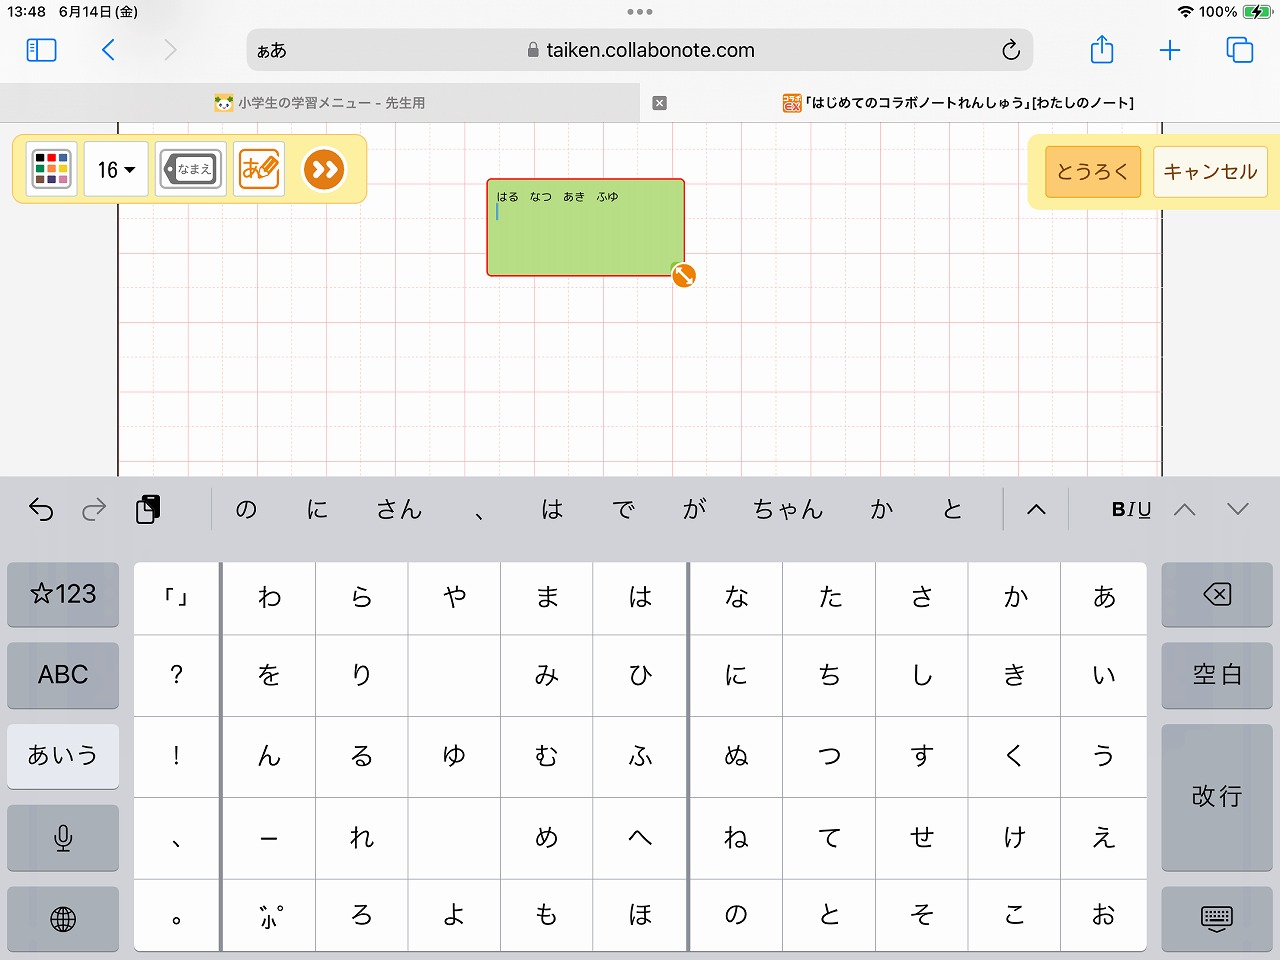 13:48 6月14日(金)
100%
ぁあ taiken.collabonote.com
小学生の学習メニュー - 先生用
コラボ EX 「はじめてのコラボノートれんしゅう」[わたしのノート]
16 なまえ あ
とうろく キャンセル
はる なつ あき ふゆ
の に さん 、 は で が ちゃん か と BIU
☆123 「」 わ ら や ま は な た さ か あ
ABC ? を り み ひ に ち し き い 空白
あいう ! ん る ゆ む ふ ぬ つ す く う 改行
、 ー れ め へ ね て せ け え
。 ゛゜小 ろ よ も ほ の と そ こ お